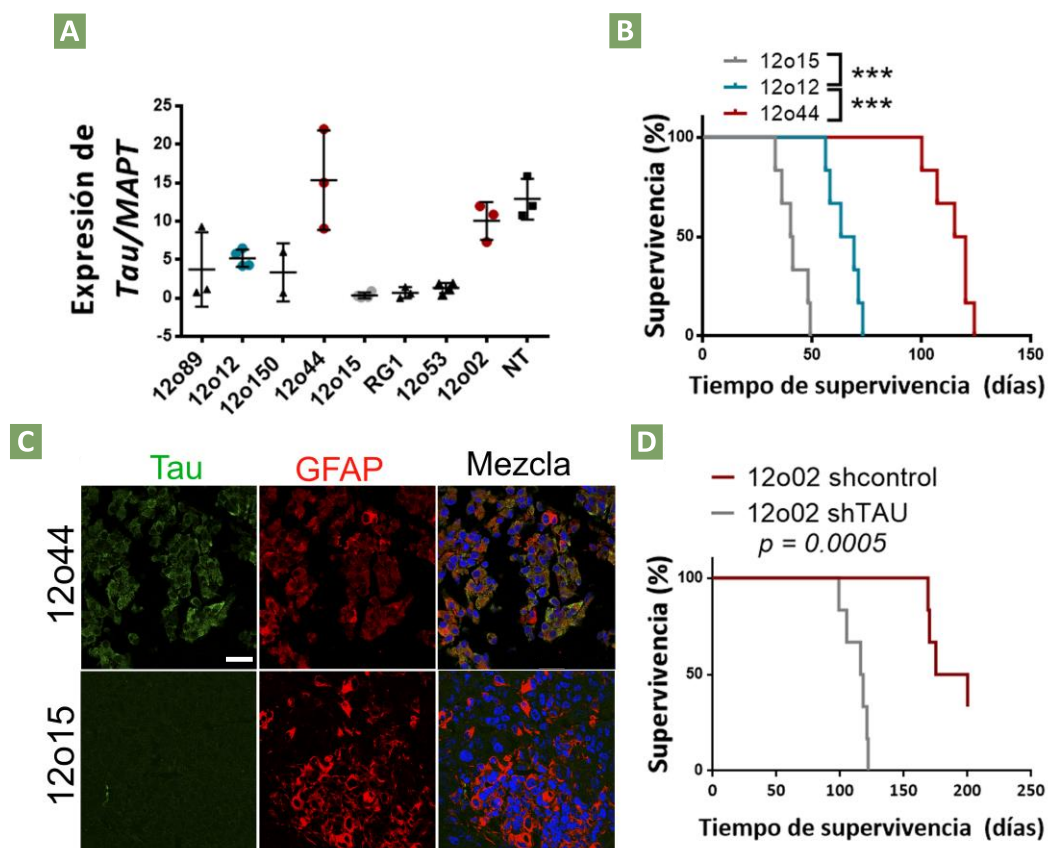 A
Expresión de
Tau/MAPT
25
20
15
10
5
0
-5
12o89
12o12
12o150
12o44
12o15
RG1
12o53
12o02
NT
B
12o15
12o12
12o44
***
***
Supervivencia (%)
100
50
0
0 50 100 150
Tiempo de supervivencia (días)
C
Tau GFAP Mezcla
12o44
12o15
D
12o02 shcontrol
12o02 shTAU
p = 0.0005
Supervivencia (%)
100
50
0
0 50 100 150 200 250
Tiempo de supervivencia (días)